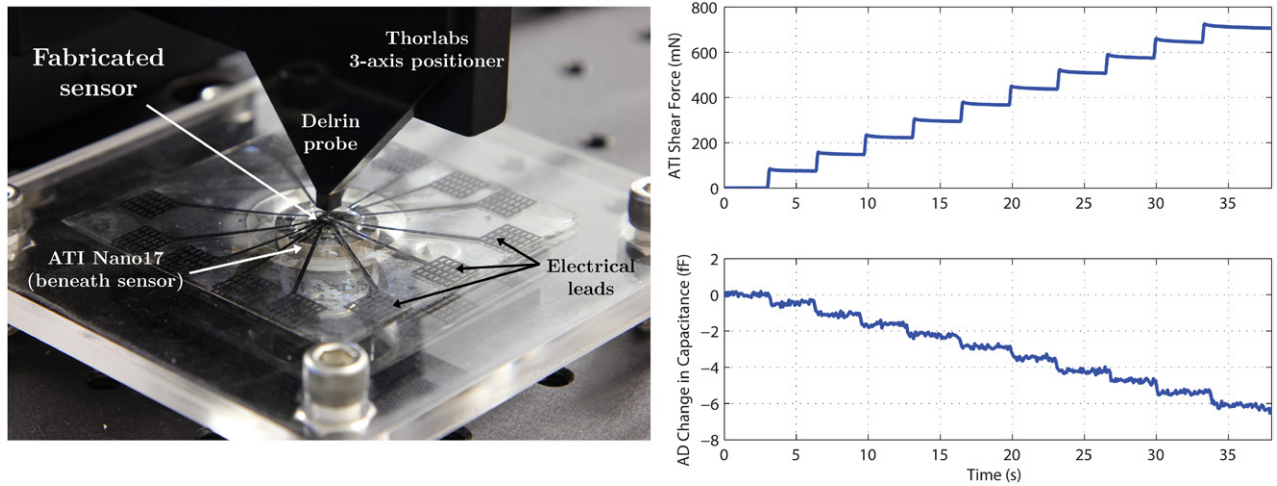 Fabricated
sensor
Thorlabs
3-axis positioner
Delrin
probe
ATI Nano17
(beneath sensor)
Electrical
leads
ATI Shear Force (mN)
800
600
400
200
0
0 5 10 15 20 25 30 35
AD Change in Capacitance (fF)
2
0
−2
−4
−6
−8
0 5 10 15 20 25 30 35
Time (s)